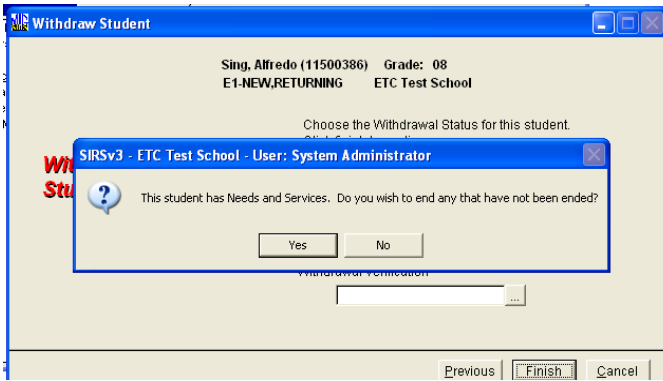 Withdraw Student
Sing, Alfredo (11500386) Grade: 08
E1-NEW,RETURNING ETC Test School
Choose the Withdrawal Status for this student.
SIRSv3 - ETC Test School - User: System Administrator
This student has Needs and Services. Do you wish to end any that have not been ended?
Yes No
Withdrawal Verification
...
Previous Finish Cancel